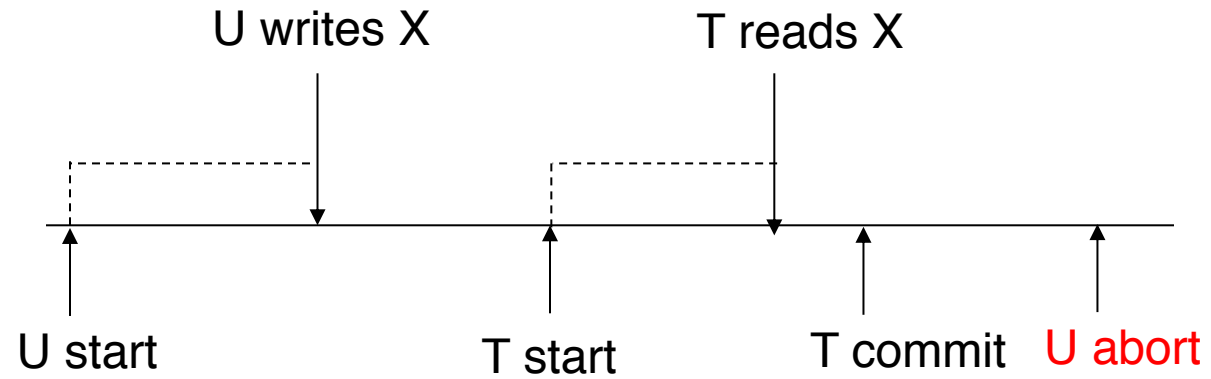 U writes X
T reads X
U start
T start
T commit
U abort